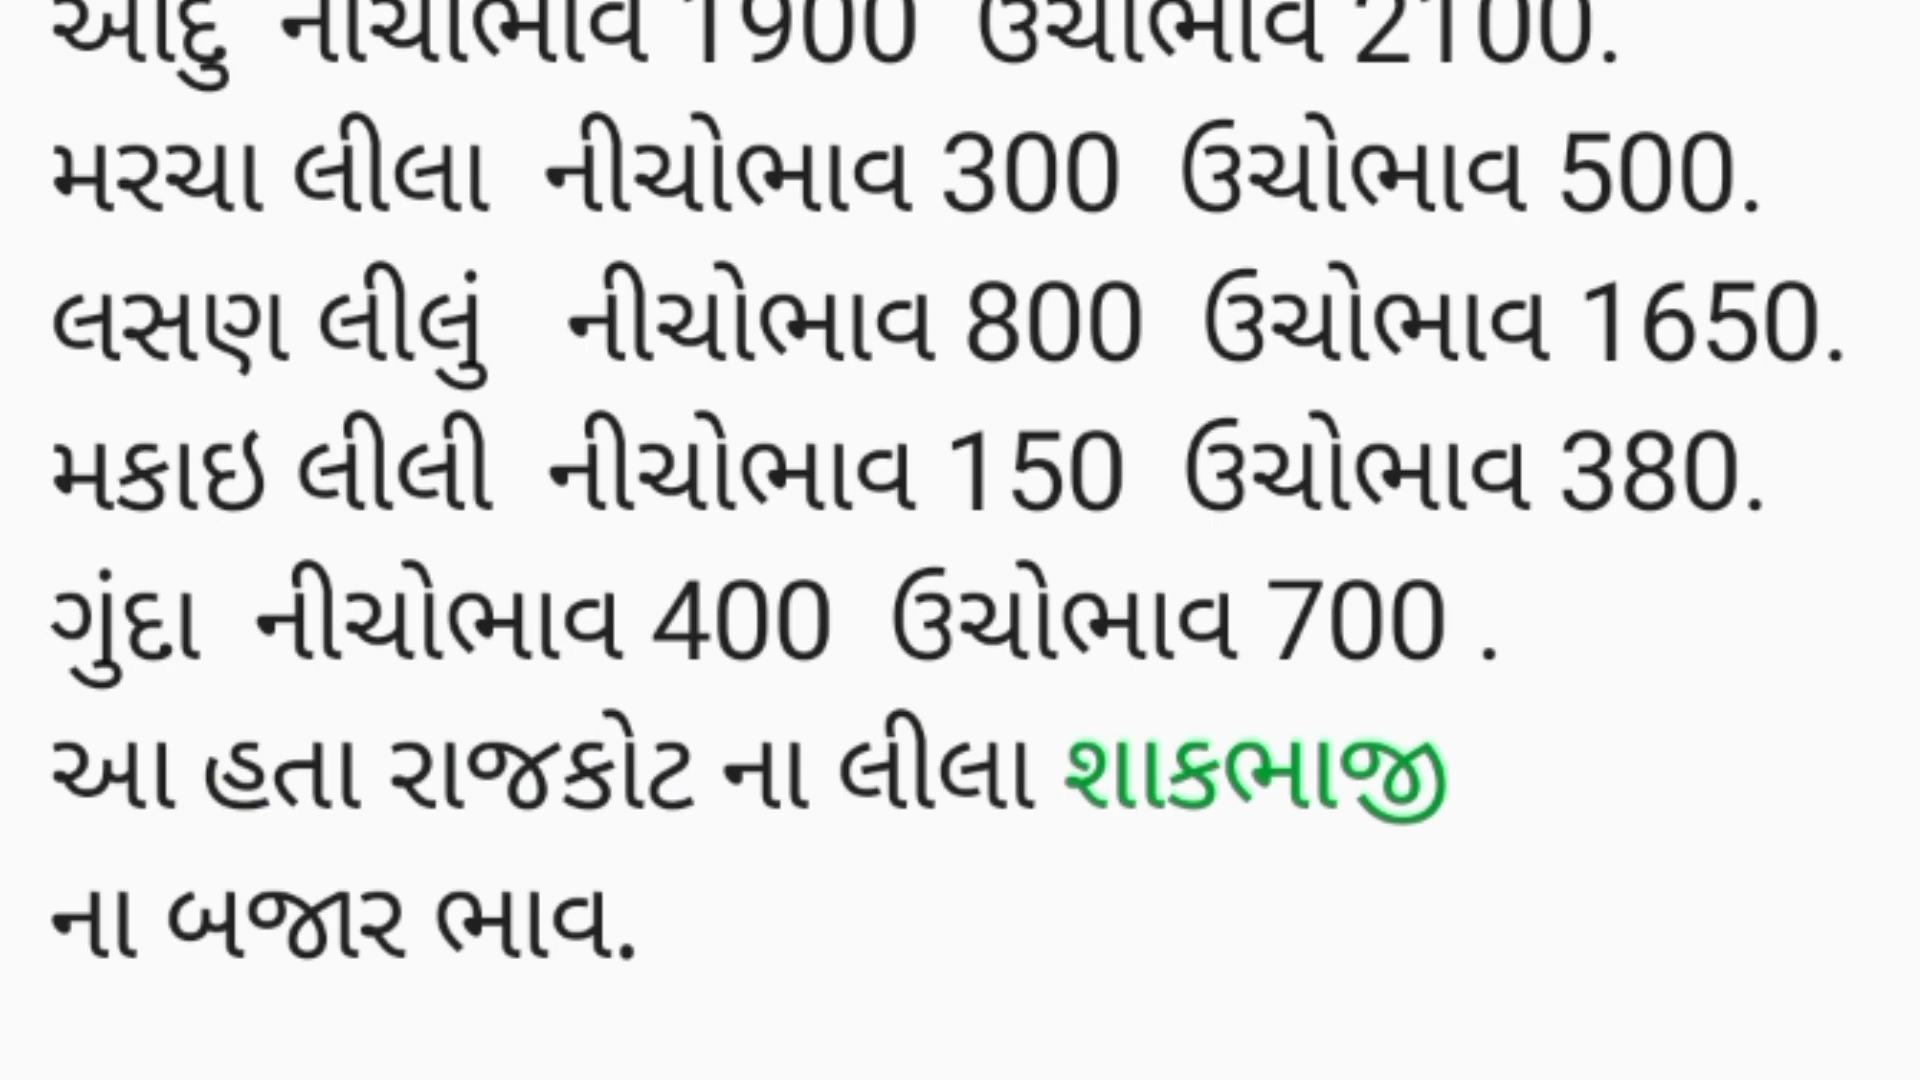 આદુ નીચોભાવ 1900 ઉચોભાવ 2100.
મરચા લીલા નીચોભાવ 300 ઉચોભાવ 500.
લસણ લીલું નીચોભાવ 800 ઉચોભાવ 1650.
મકાઇ લીલી નીચોભાવ 150 ઉચોભાવ 380.
ગુંદા નીચોભાવ 400 ઉચોભાવ 700 .
આ હતા રાજકોટ ના લીલા શાકભાજી
ના બજાર ભાવ.